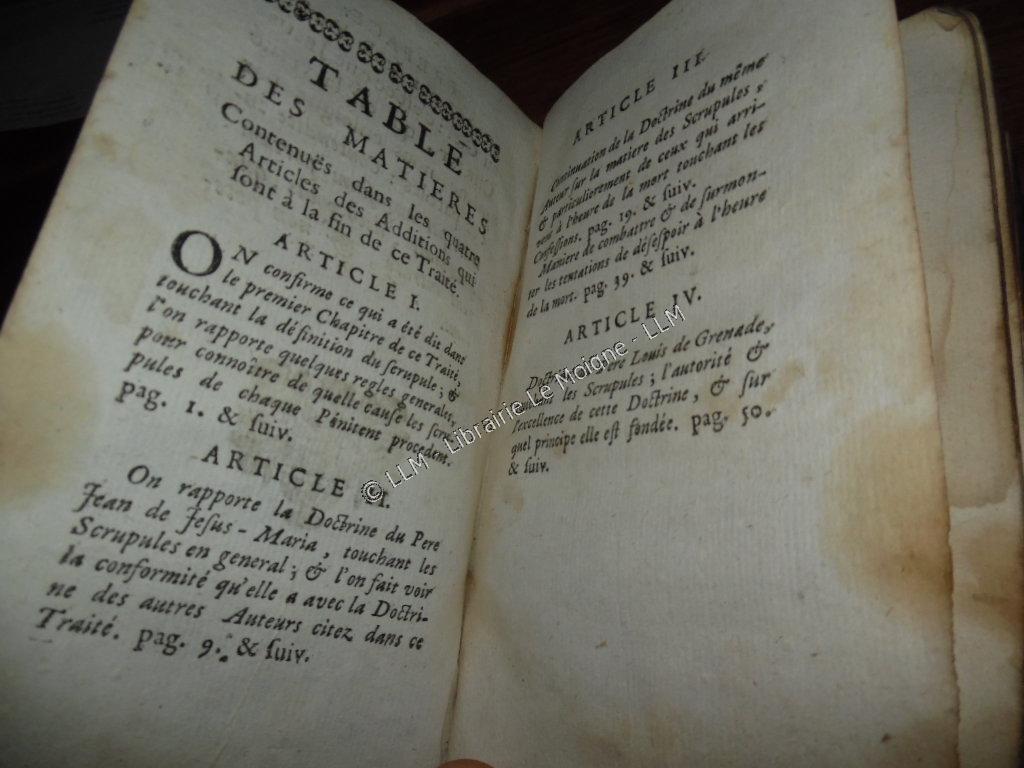 TABLE
DES MATIERES
Contenuës dans les quatre
Articles des Additions qui
ſont à la fin de ce Traité.
ARTICLE I.
ON confirme ce qui a été dit dans
le premier Chapitre de ce Traité,
touchant la définition du ſcrupule; &
l'on rapporte quelques regles generales,
pour connoître de quelle cauſe les ſcru-
pules de chaque Pénitent procedent.
pag. 1. & ſuiv.
ARTICLE II.
On rapporte la Doctrine du Pere
Jean de Jeſus-Maria, touchant les
Scrupules en general; & l'on fait voir
la conformité qu'elle a avec la Doctri-
ne des autres Auteurs citez dans ce
Traité. pag. 9. & ſuiv.
ARTICLE III.
Continuation de la Doctrine du même
Auteur ſur la matiere des Scrupules,
& particulierement de ceux qui arri-
vent à l'heure de la mort touchant les
Confeſſions. pag. 19. & ſuiv.
Maniere de combattre & de ſurmon-
ter les tentations de déſeſpoir à l'heure
de la mort. pag. 39. & ſuiv.
ARTICLE IV.
Doctrine du Pere Louis de Grenade,
les Scrupules; l'autorité &
l'excellence de cette Doctrine, & ſur
quel principe elle eſt fondée. pag. 50.
& ſuiv.
© LLM - Librairie Le Moigne - LLM